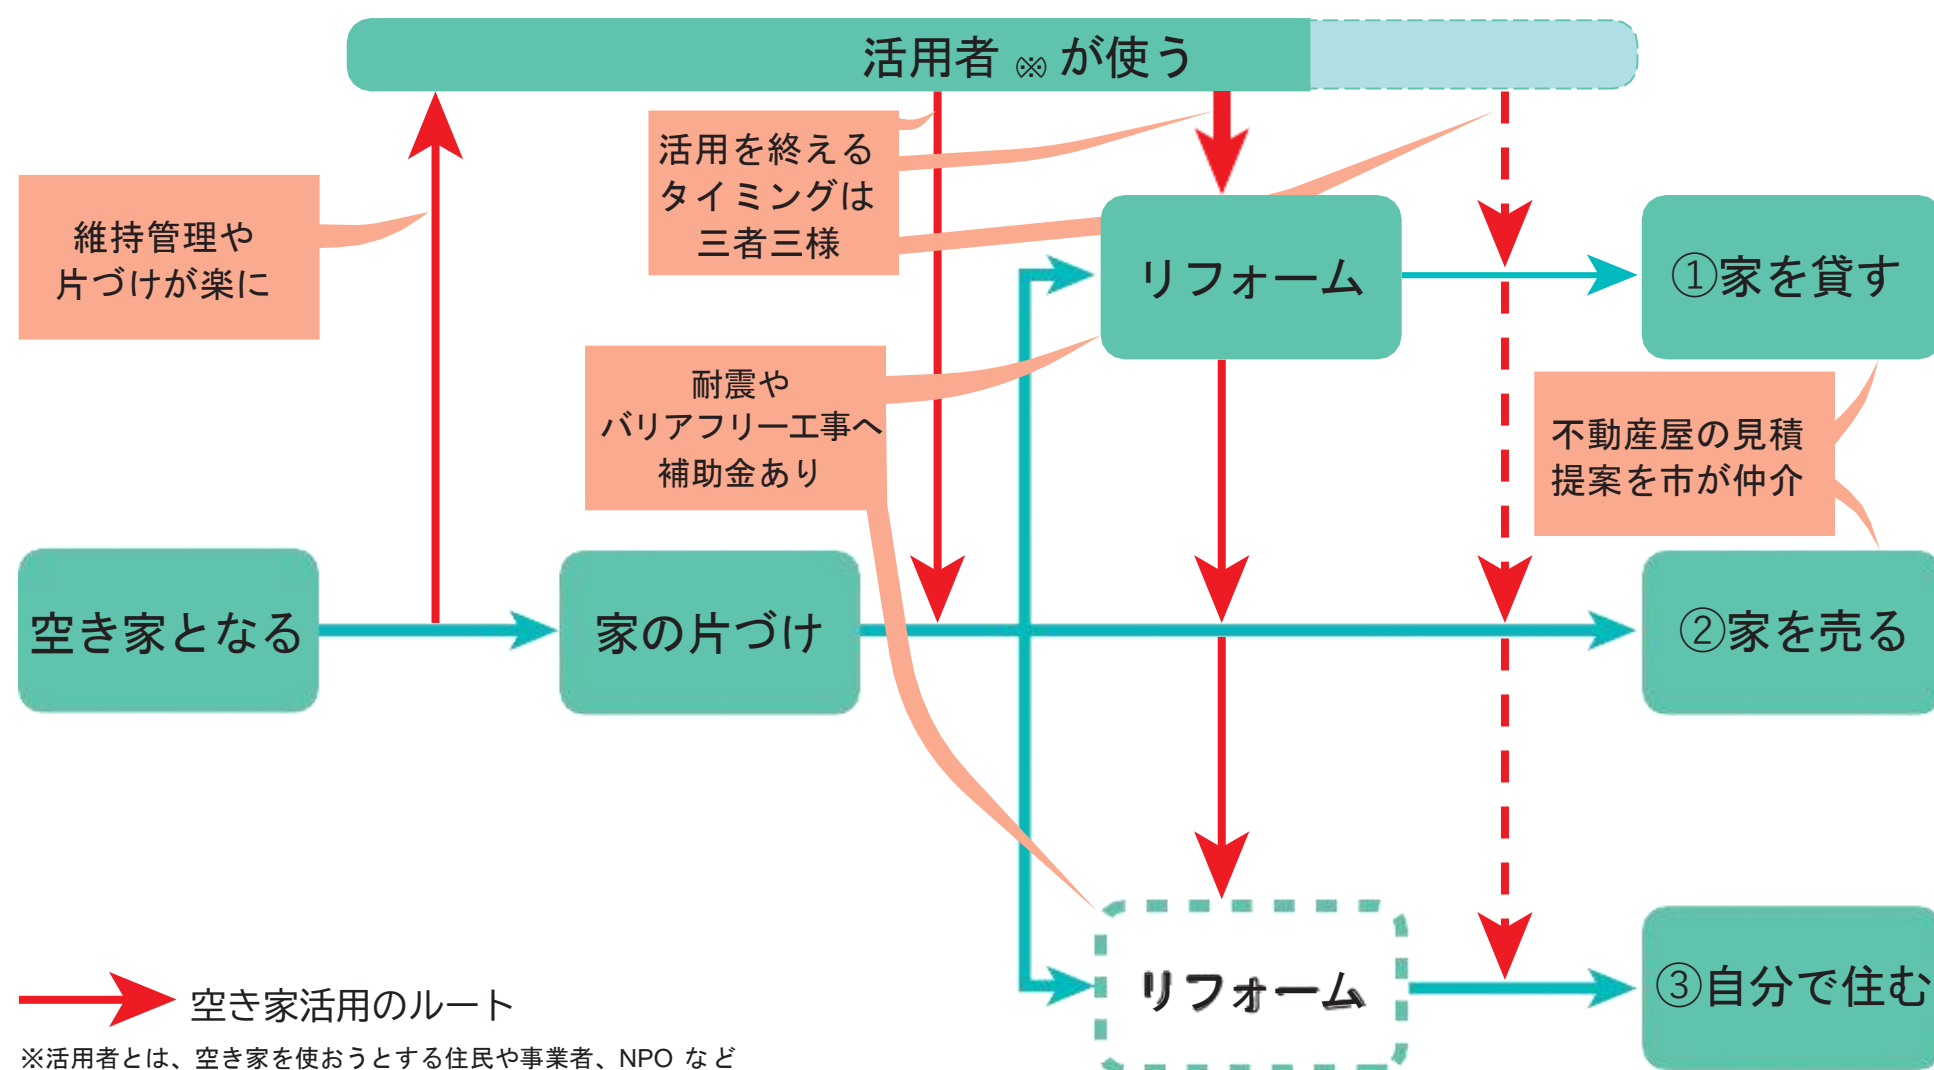 活用者 ※ が使う
活用を終える
タイミングは
三者三様
維持管理や
片づけが楽に
リフォーム
①家を貸す
耐震や
バリアフリー工事へ
補助金あり
不動産屋の見積
提案を市が仲介
空き家となる
家の片づけ
②家を売る
リフォーム
③自分で住む
空き家活用のルート
※活用者とは、空き家を使おうとする住民や事業者、NPO など